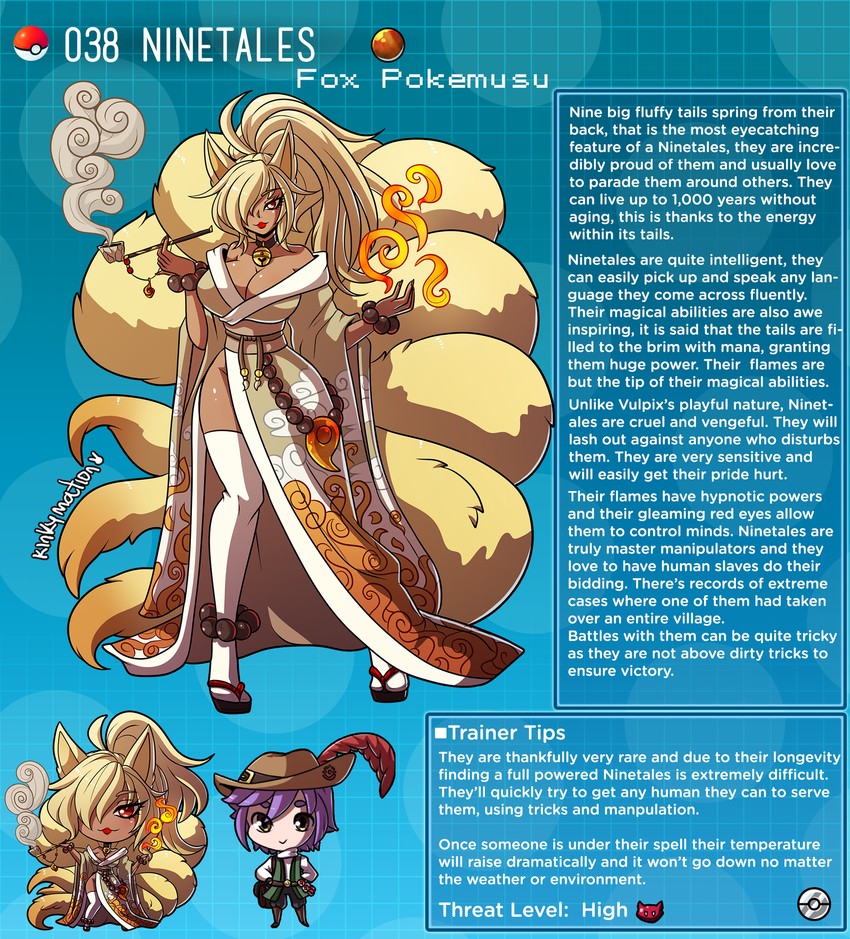 038 NINETALES
Fox Pokemusu
Nine big fluffy tails spring from their
back, that is the most eyecatching
feature of a Ninetales, they are incre-
dibly proud of them and usually love
to parade them around others. They
can live up to 1,000 years without
aging, this is thanks to the energy
within its tails.
Ninetales are quite intelligent, they
can easily pick up and speak any lan-
guage they come across fluently.
Their magical abilities are also awe
inspiring, it is said that the tails are fi-
lled to the brim with mana, granting
them huge power. Their flames are
but the tip of their magical abilities.
Unlike Vulpix's playful nature, Ninet-
ales are cruel and vengeful. They will
lash out against anyone who disturbs
them. They are very sensitive and
will easily get their pride hurt.
Their flames have hypnotic powers
and their gleaming red eyes allow
them to control minds. Ninetales are
truly master manipulators and they
love to have human slaves do their
bidding. There's records of extreme
cases where one of them had taken
over an entire village.
Battles with them can be quite tricky
as they are not above dirty tricks to
ensure victory.
kinkymation
■Trainer Tips
They are thankfully very rare and due to their longevity
finding a full powered Ninetales is extremely difficult.
They'll quickly try to get any human they can to serve
them, using tricks and manpulation.
Once someone is under their spell their temperature
will raise dramatically and it won't go down no matter
the weather or environment.
Threat Level: High